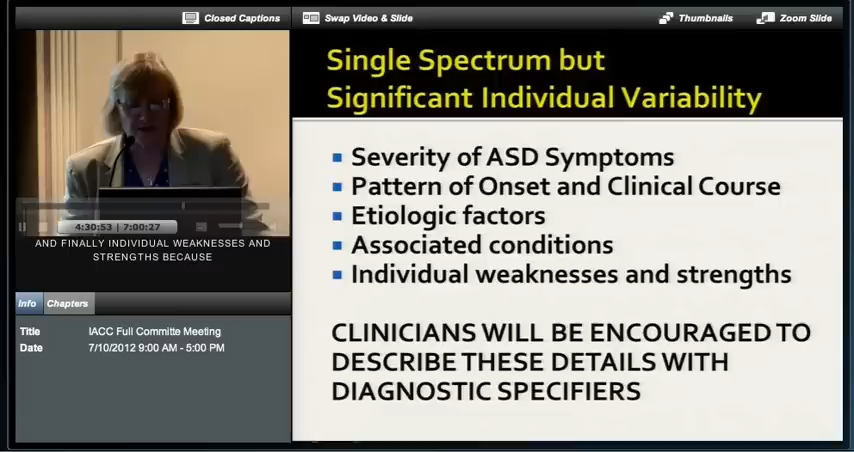 Closed Captions
Swap Video & Slide
Thumbnails
Zoom Slide
4:30:53 | 7:00:27
AND FINALLY INDIVIDUAL WEAKNESSES AND
STRENGTHS BECAUSE
Info Chapters
Title IACC Full Committe Meeting
Date 7/10/2012 9:00 AM - 5:00 PM
Single Spectrum but
Significant Individual Variability
Severity of ASD Symptoms
Pattern of Onset and Clinical Course
Etiologic factors
Associated conditions
Individual weaknesses and strengths
CLINICIANS WILL BE ENCOURAGED TO
DESCRIBE THESE DETAILS WITH
DIAGNOSTIC SPECIFIERS